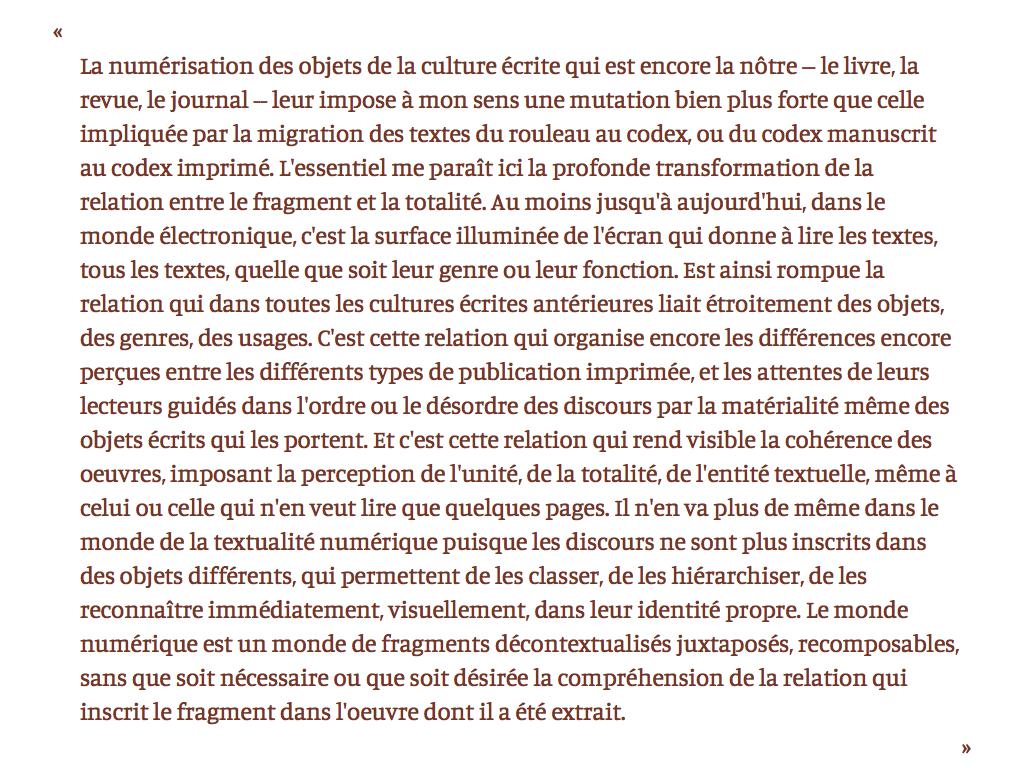 «
La numérisation des objets de la culture écrite qui est encore la nôtre – le livre, la
revue, le journal – leur impose à mon sens une mutation bien plus forte que celle
impliquée par la migration des textes du rouleau au codex, ou du codex manuscrit
au codex imprimé. L'essentiel me paraît ici la profonde transformation de la
relation entre le fragment et la totalité. Au moins jusqu'à aujourd'hui, dans le
monde électronique, c'est la surface illuminée de l'écran qui donne à lire les textes,
tous les textes, quelle que soit leur genre ou leur fonction. Est ainsi rompue la
relation qui dans toutes les cultures écrites antérieures liait étroitement des objets,
des genres, des usages. C'est cette relation qui organise encore les différences encore
perçues entre les différents types de publication imprimée, et les attentes de leurs
lecteurs guidés dans l'ordre ou le désordre des discours par la matérialité même des
objets écrits qui les portent. Et c'est cette relation qui rend visible la cohérence des
oeuvres, imposant la perception de l'unité, de la totalité, de l'entité textuelle, même à
celui ou celle qui n'en veut lire que quelques pages. Il n'en va plus de même dans le
monde de la textualité numérique puisque les discours ne sont plus inscrits dans
des objets différents, qui permettent de les classer, de les hiérarchiser, de les
reconnaître immédiatement, visuellement, dans leur identité propre. Le monde
numérique est un monde de fragments décontextualisés juxtaposés, recomposables,
sans que soit nécessaire ou que soit désirée la compréhension de la relation qui
inscrit le fragment dans l'oeuvre dont il a été extrait.
»